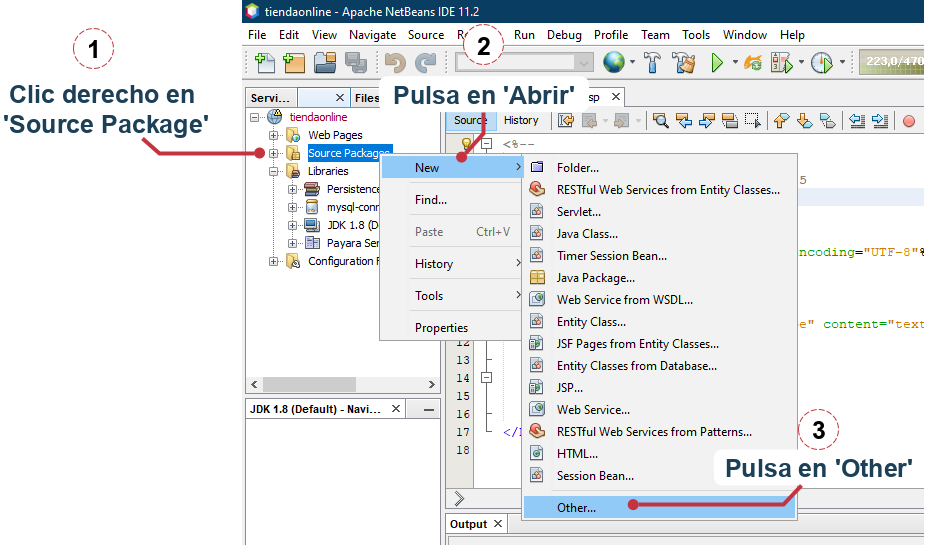 tiendaonline - Apache NetBeans IDE 11.2
File Edit View Navigate Source Run Debug Profile Team Tools Window Help
1
2
223,0/470
Clic derecho en
'Source Package'
Pulsa en 'Abrir'
Servi... Files sp
Source History
tiendaonline
Web Pages
Source Packages
Libraries
Persistence
mysql-conn
JDK 1.8 (D
Payara Ser
Configuration F
New
Find...
Paste Ctrl+V
History
Tools
Properties
Folder...
RESTful Web Services from Entity Classes...
Servlet...
Java Class...
Timer Session Bean...
Java Package...
Web Service from WSDL...
Entity Class...
JSF Pages from Entity Classes...
Entity Classes from Database...
JSP...
Web Service...
RESTful Web Services from Patterns...
HTML...
Session Bean...
Other...
<%--
5
ncoding="UTF-8"%
e" content="text
12
13
14
15
16
17 </
18
JDK 1.8 (Default) - Navi...
3
Pulsa en 'Other'
Output